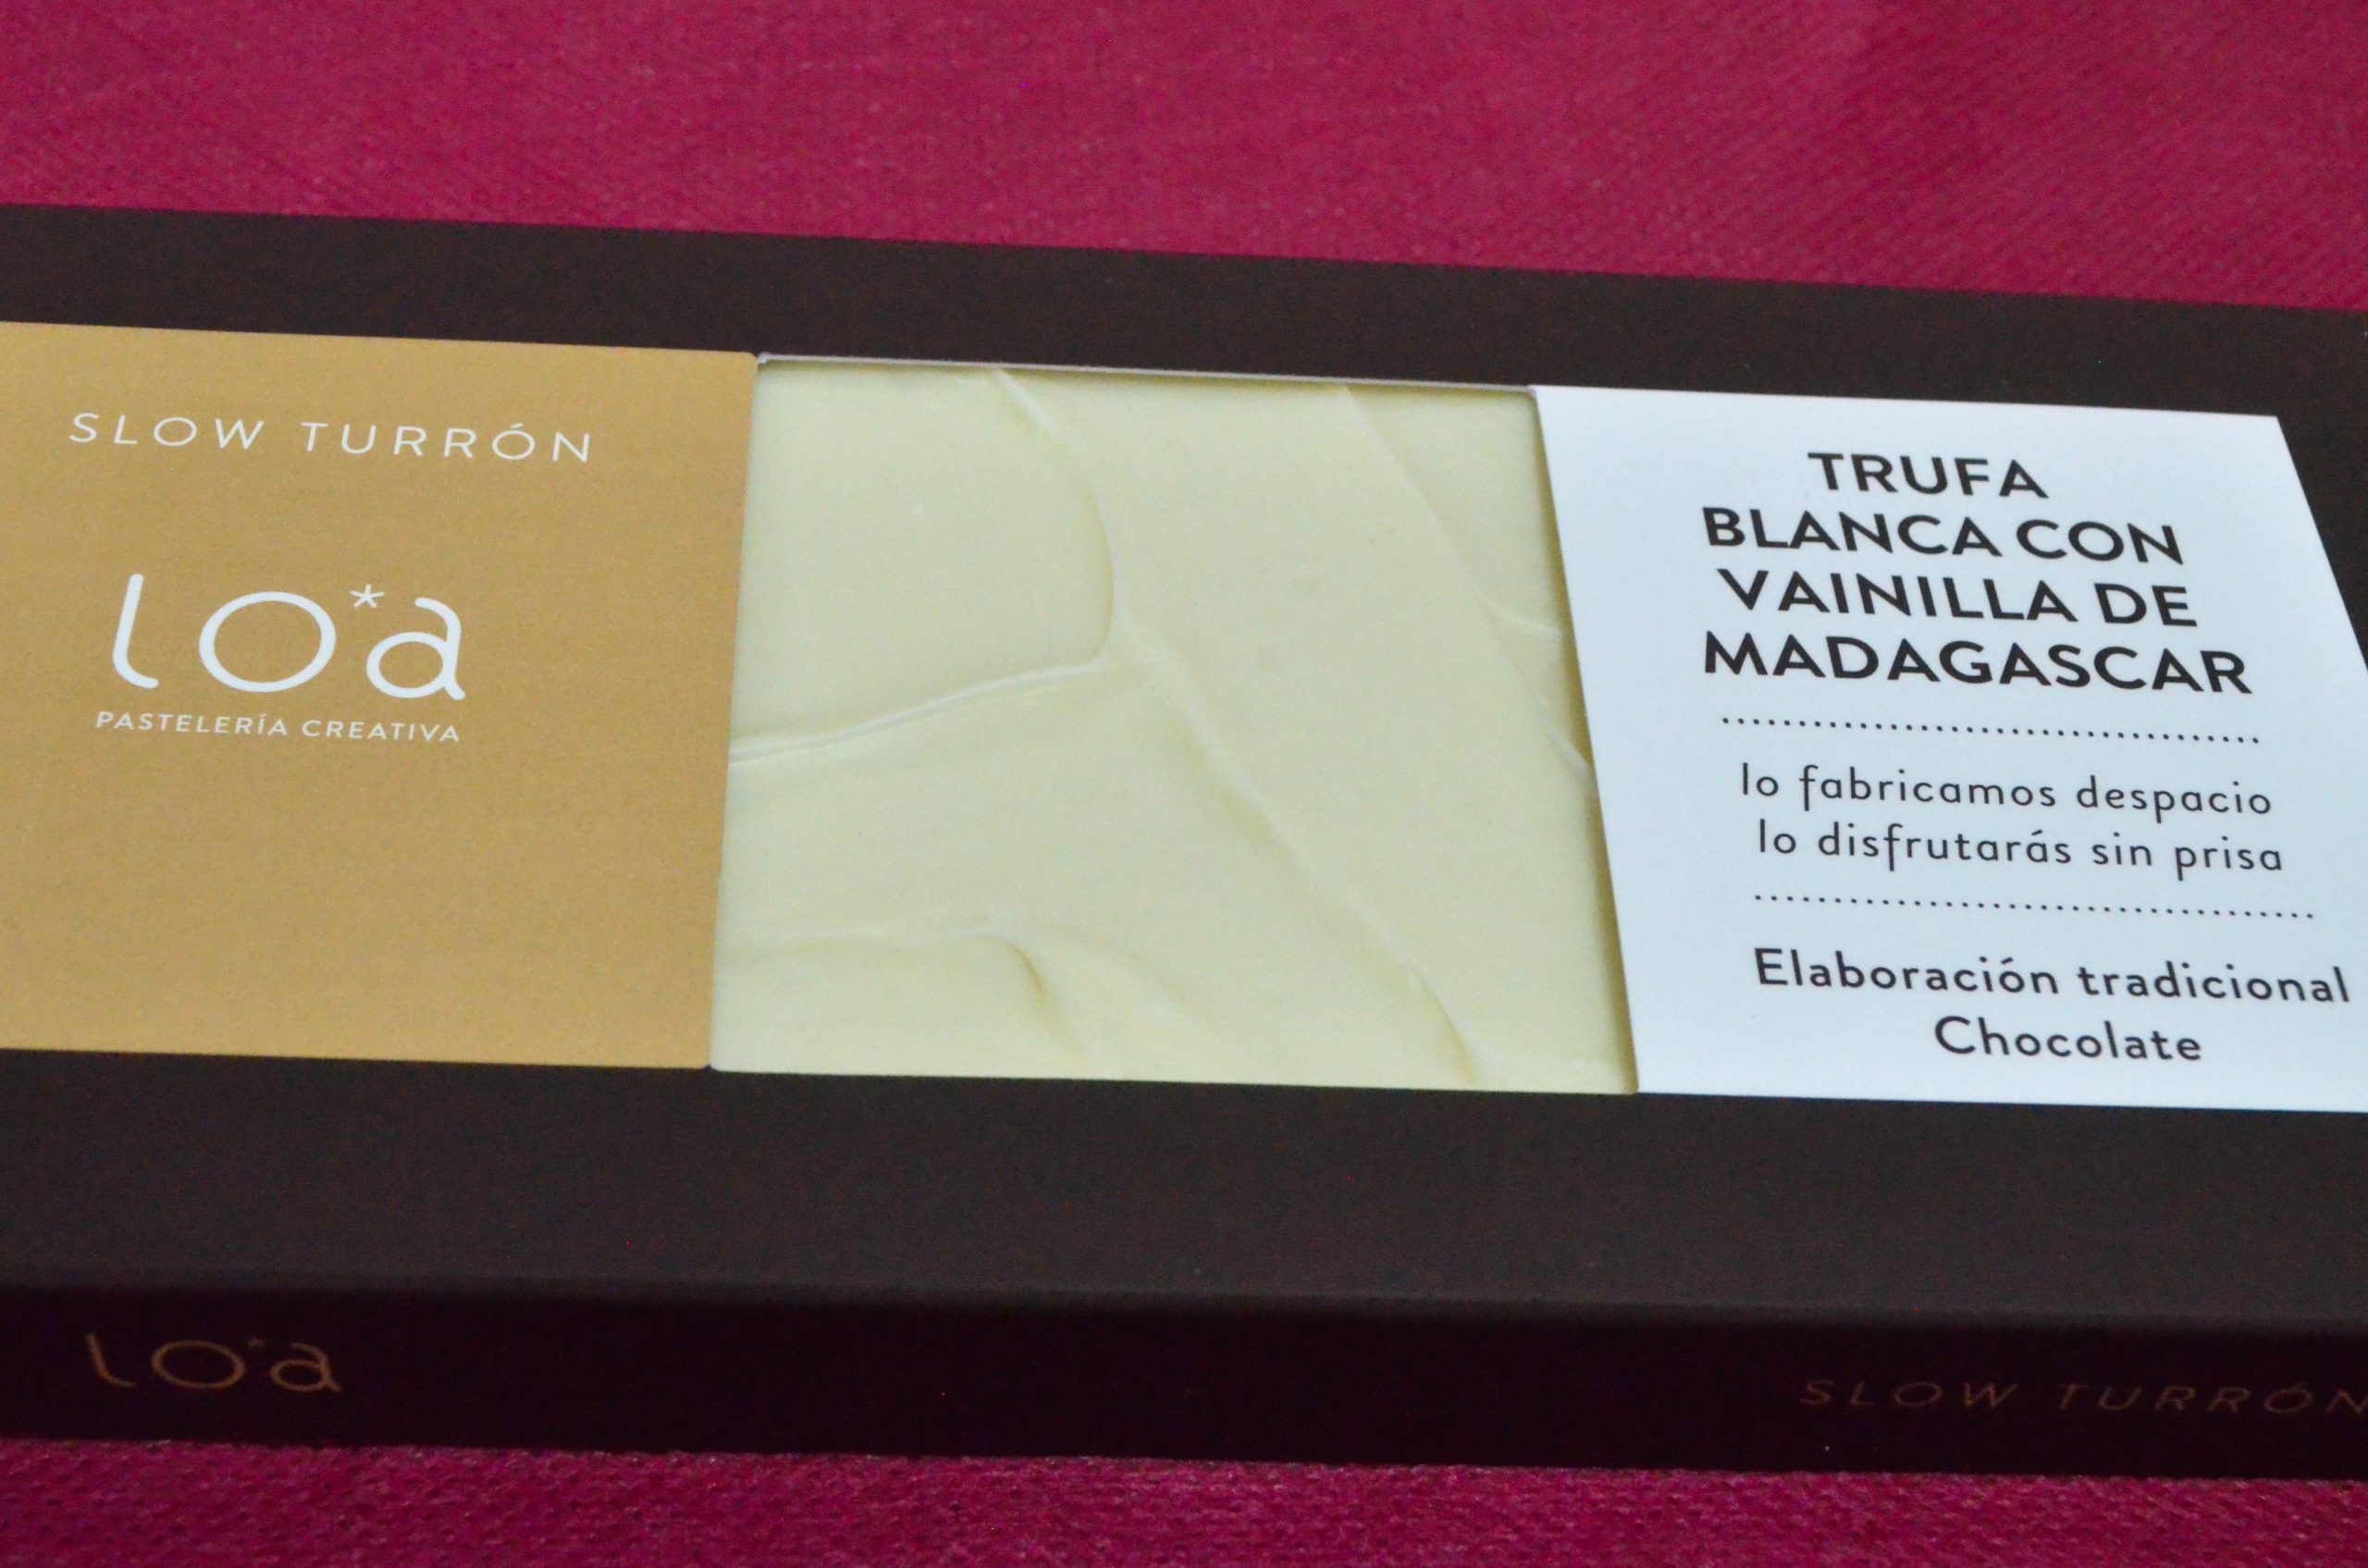 SLOW TURRÓN
lo*a
PASTELERÍA CREATIVA
TRUFA
BLANCA CON
VAINILLA DE
MADAGASCAR
lo fabricamos despacio
lo disfrutarás sin prisa
Elaboración tradicional
Chocolate
lo*a
SLOW TURRÓN